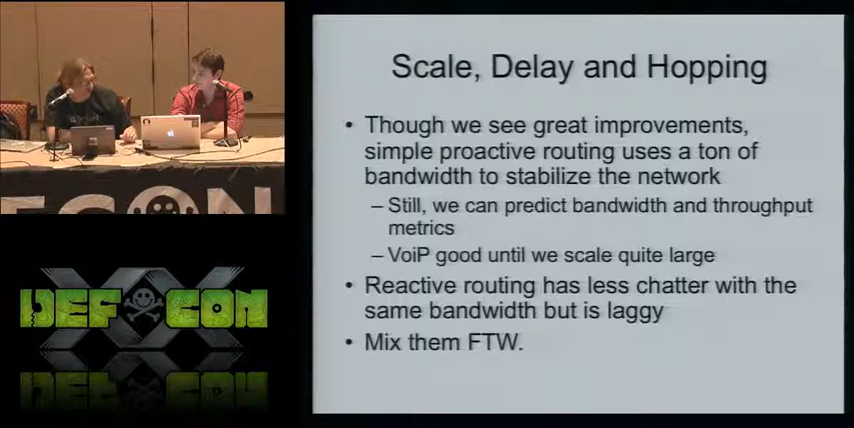 Scale, Delay and Hopping
• Though we see great improvements,
simple proactive routing uses a ton of
bandwidth to stabilize the network
– Still, we can predict bandwidth and throughput
metrics
– VoiP good until we scale quite large
• Reactive routing has less chatter with the
same bandwidth but is laggy
• Mix them FTW.
DEF CON
XX